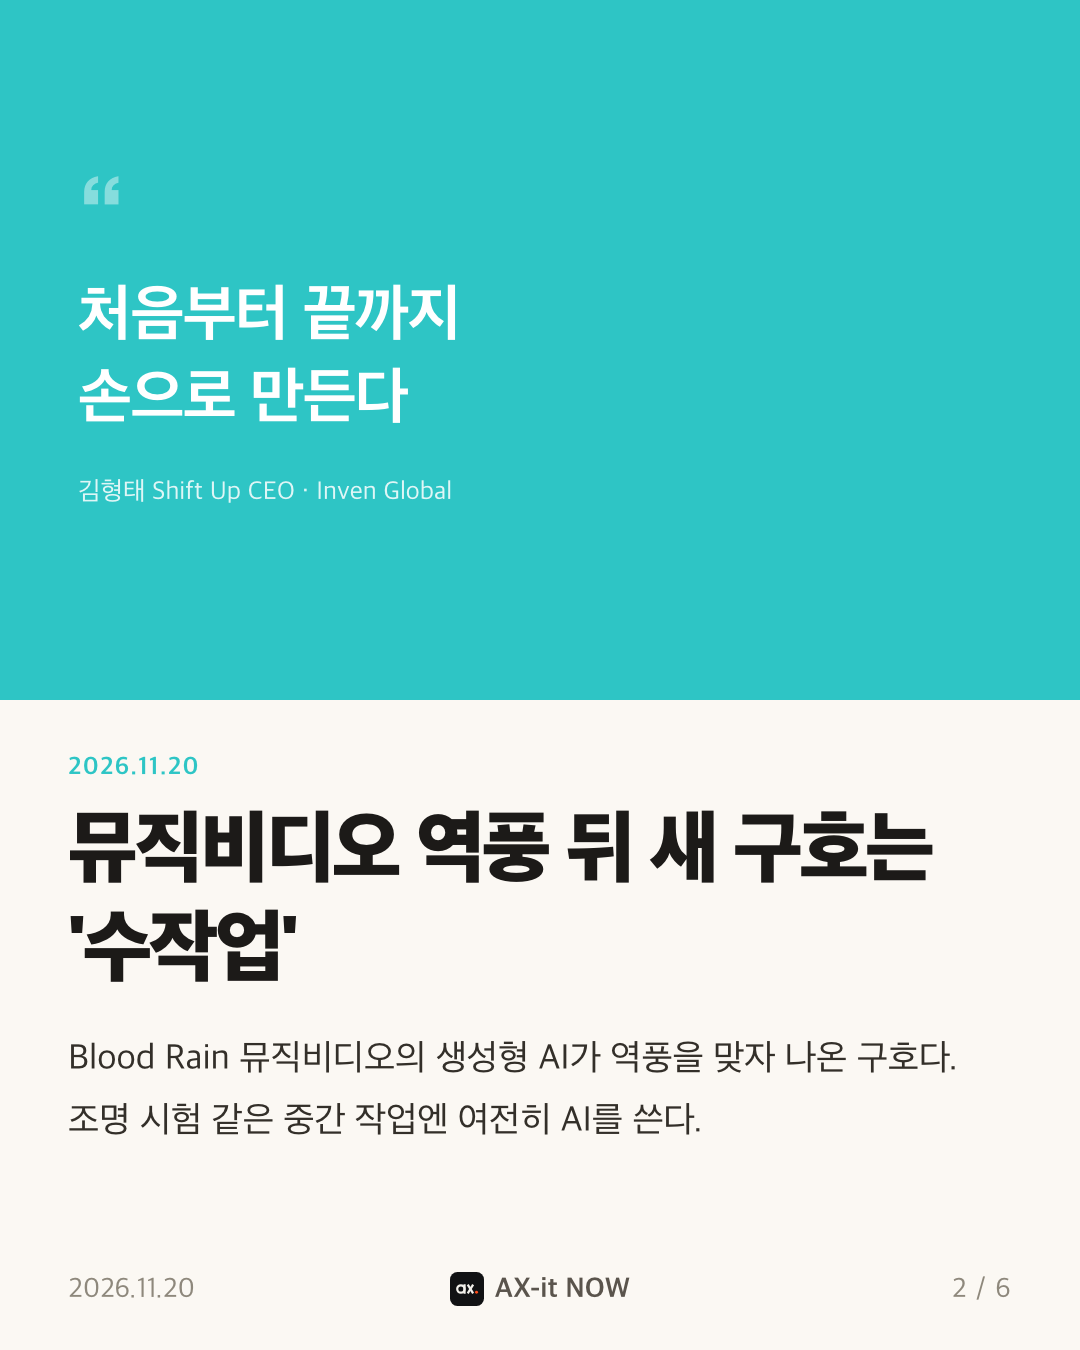 “
처음부터 끝까지
손으로 만든다
김형태 Shift Up CEO · Inven Global
2026.11.20
뮤직비디오 역풍 뒤 새 구호는
'수작업'
Blood Rain 뮤직비디오의 생성형 AI가 역풍을 맞자 나온 구호다.
조명 시험 같은 중간 작업엔 여전히 AI를 쓴다.
2026.11.20
ax. AX-it NOW
2 / 6